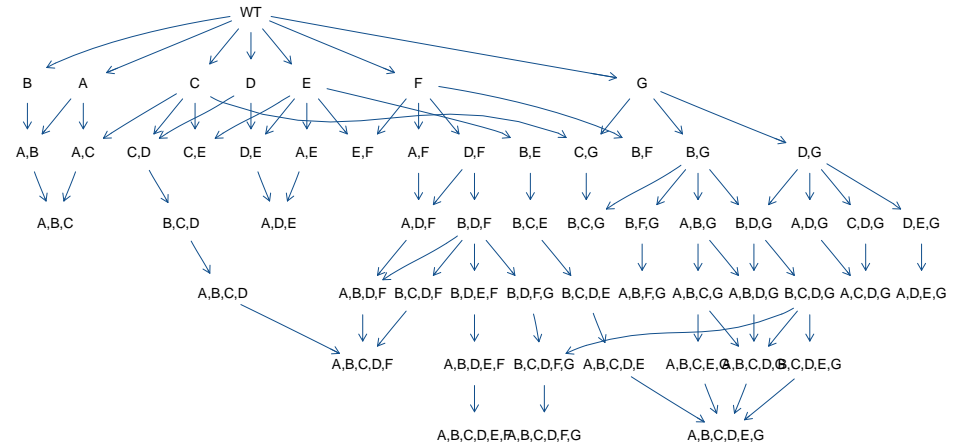 WT
B A C D E F G
A,B A,C C,D C,E D,E A,E E,F A,F D,F B,E C,G B,F B,G D,G
A,B,C B,C,D A,D,E A,D,F B,D,F B,C,E B,C,G B,F,G A,B,G B,D,G A,D,G C,D,G D,E,G
A,B,C,D A,B,D,F B,C,D,F B,D,E,F B,D,F,G B,C,D,E A,B,F,G A,B,C,G A,B,D,G B,C,D,G A,C,D,G A,D,E,G
A,B,C,D,F A,B,D,E,F B,C,D,F,G A,B,C,D,E A,B,C,E,G A,B,C,D,G B,C,D,E,G
A,B,C,D,E,F A,B,C,D,F,G A,B,C,D,E,G